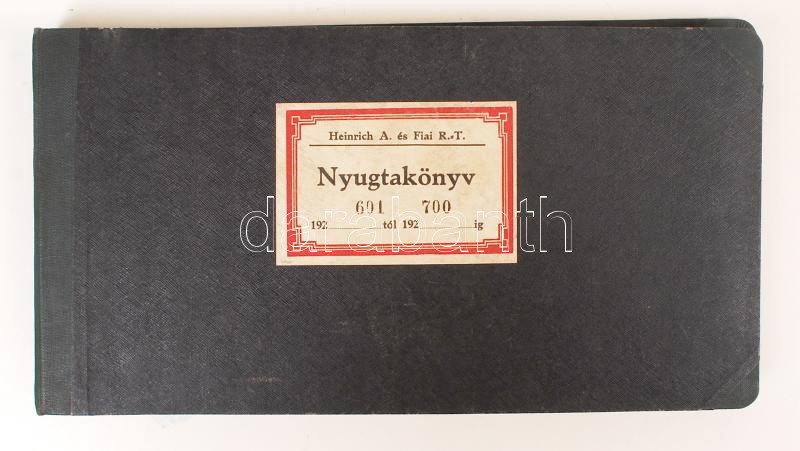 Heinrich A. és Fiai R.-T.
Nyugtakönyv
691 700
192 tól 192 ig
darabanth